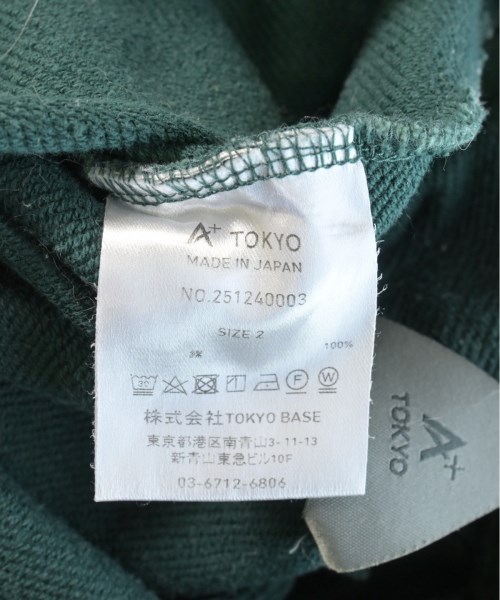 A+ TOKYO
MADE IN JAPAN
NO.251240003
SIZE 2
綿 100%
30 F W
株式会社TOKYO BASE
東京都港区南青山3-11-13
新青山東急ビル10F
03-6712-6806
A+
TOKYO